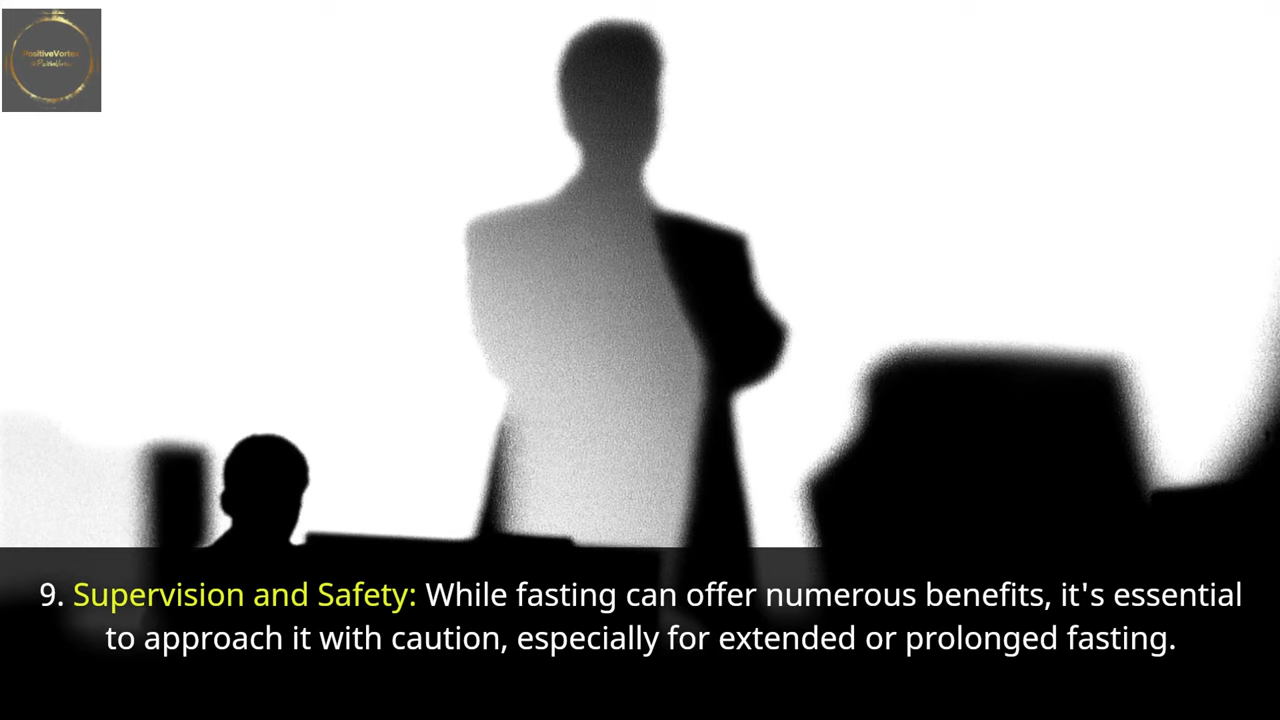 PositiveVortex
9. Supervision and Safety: While fasting can offer numerous benefits, it's essential
to approach it with caution, especially for extended or prolonged fasting.